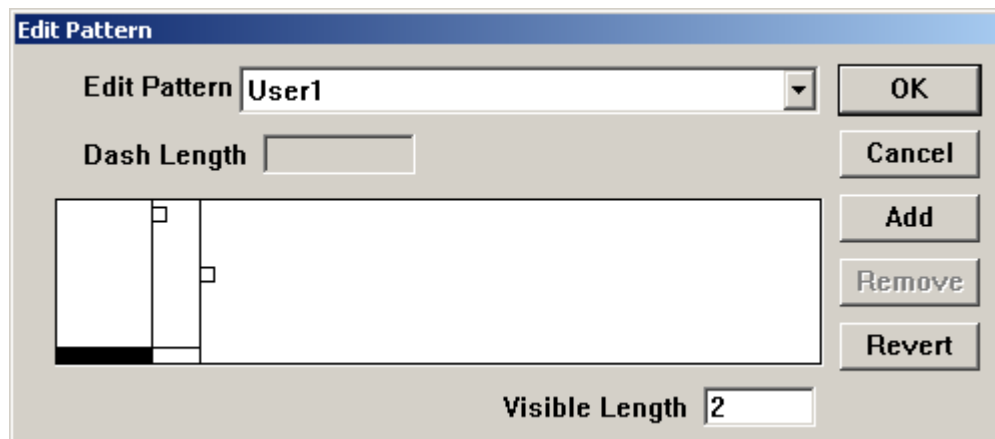 Edit Pattern
Edit Pattern User1 OK
Dash Length Cancel
Add
Remove
Revert
Visible Length 2